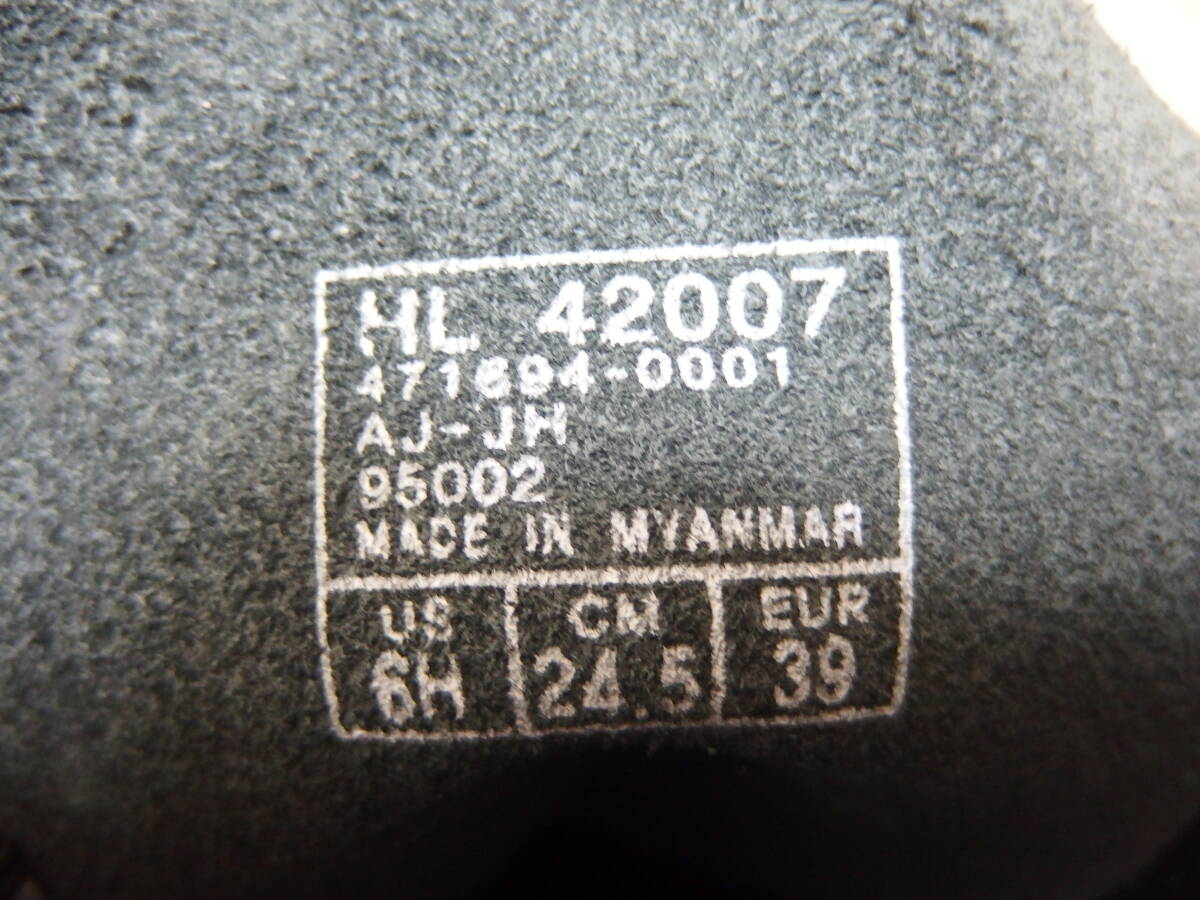 HL 42007
471694-0001
AJ-JH
95002
MADE IN MYANMAR
US CM EUR
6H 24.5 39